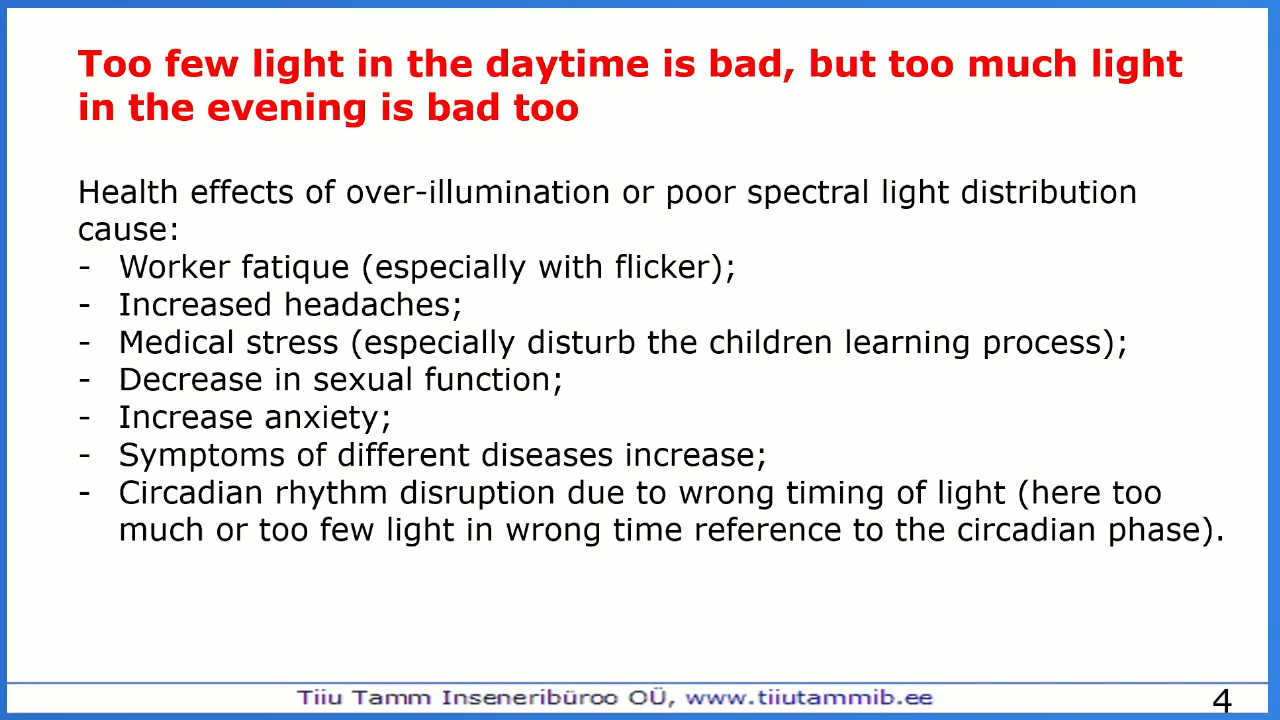 Too few light in the daytime is bad, but too much light
in the evening is bad too
Health effects of over-illumination or poor spectral light distribution
cause:
- Worker fatique (especially with flicker);
- Increased headaches;
- Medical stress (especially disturb the children learning process);
- Decrease in sexual function;
- Increase anxiety;
- Symptoms of different diseases increase;
- Circadian rhythm disruption due to wrong timing of light (here too
much or too few light in wrong time reference to the circadian phase).
Tiiu Tamm Inseneribüroo OÜ, www.tiiutammib.ee
4